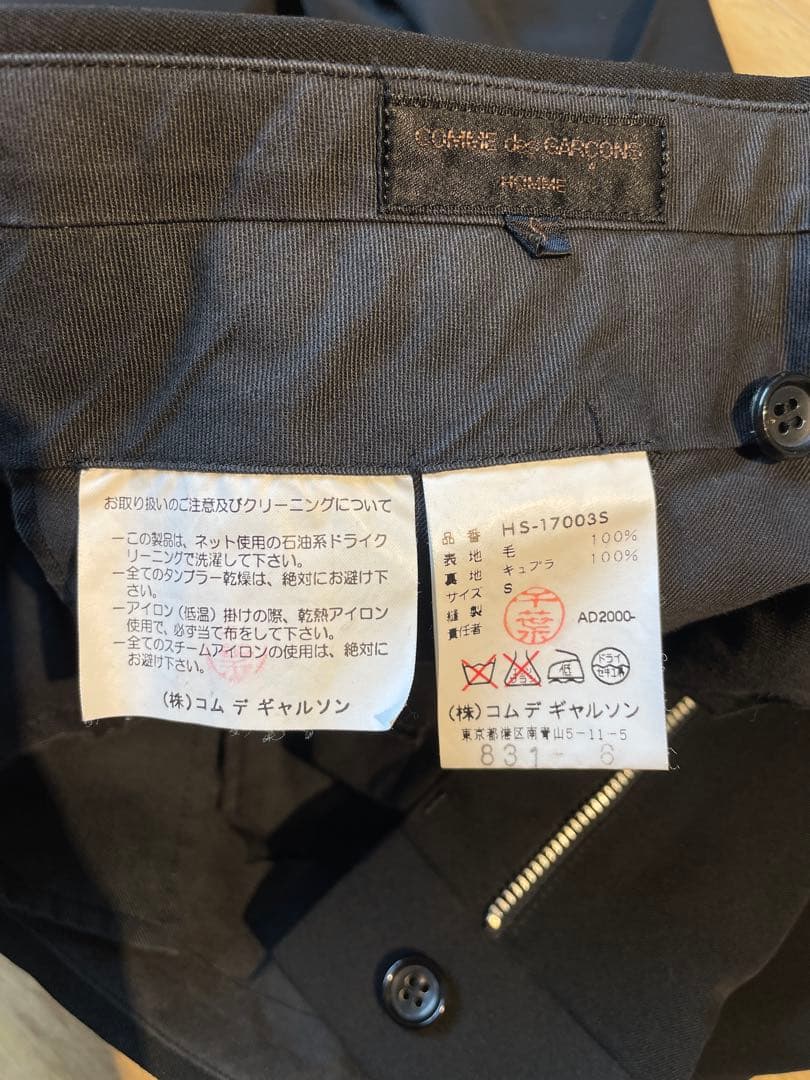 COMME des GARÇONS
HOMME
S
お取り扱いのご注意及びクリーニングについて
ーこの製品は、ネット使用の石油系ドライク
リーニングで洗濯して下さい。
ー全てのタンブラー乾燥は、絶対にお避け下
さい。
ーアイロン(低温)掛けの際、乾熱アイロン
使用で、必ず当て布をして下さい。
ー全てのスチームアイロンの使用は、絶対に
お避け下さい。
(株)コム デ ギャルソン
品番 HS-17003S
表地 毛 100%
裏地 キュプラ 100%
サイズ S
縫製
責任者
千葉
AD2000-
低
ドライ
セキユ系
(株)コム デ ギャルソン
東京都港区南青山5-11-5
831- 6